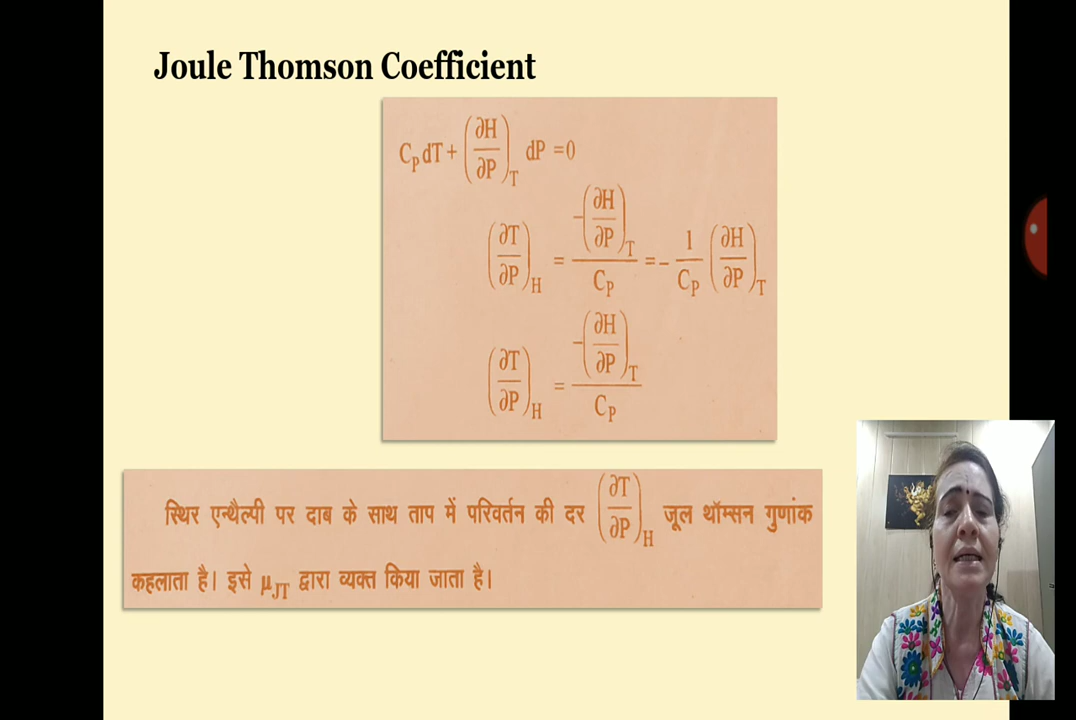 Joule Thomson Coefficient
C_P dT + (∂H/∂P)_T dP = 0
(∂T/∂P)_H = -(∂H/∂P)_T / C_P = - 1/C_P (∂H/∂P)_T
(∂T/∂P)_H = -(∂H/∂P)_T / C_P
स्थिर एन्थैल्पी पर दाब के साथ ताप में परिवर्तन की दर (∂T/∂P)_H जूल थॉम्सन गुणांक
कहलाता है। इसे μ_JT द्वारा व्यक्त किया जाता है।